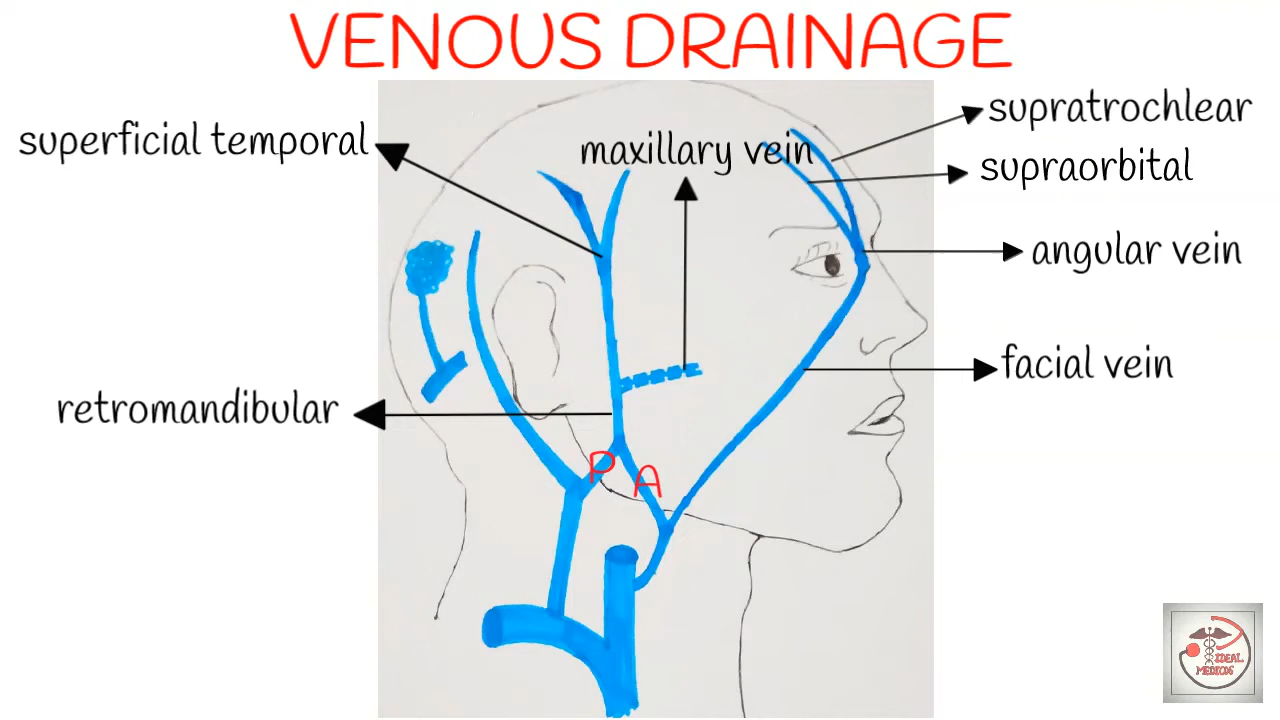 VENOUS DRAINAGE
superficial temporal
maxillary vein
supratrochlear
supraorbital
angular vein
facial vein
retromandibular
P
A
IDEAL
MEDICOS